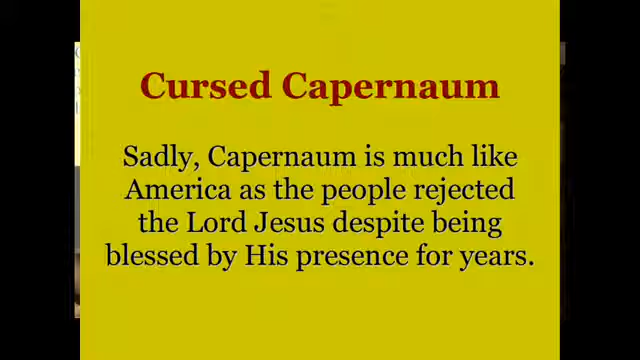 Cursed Capernaum
Sadly, Capernaum is much like
America as the people rejected
the Lord Jesus despite being
blessed by His presence for years.